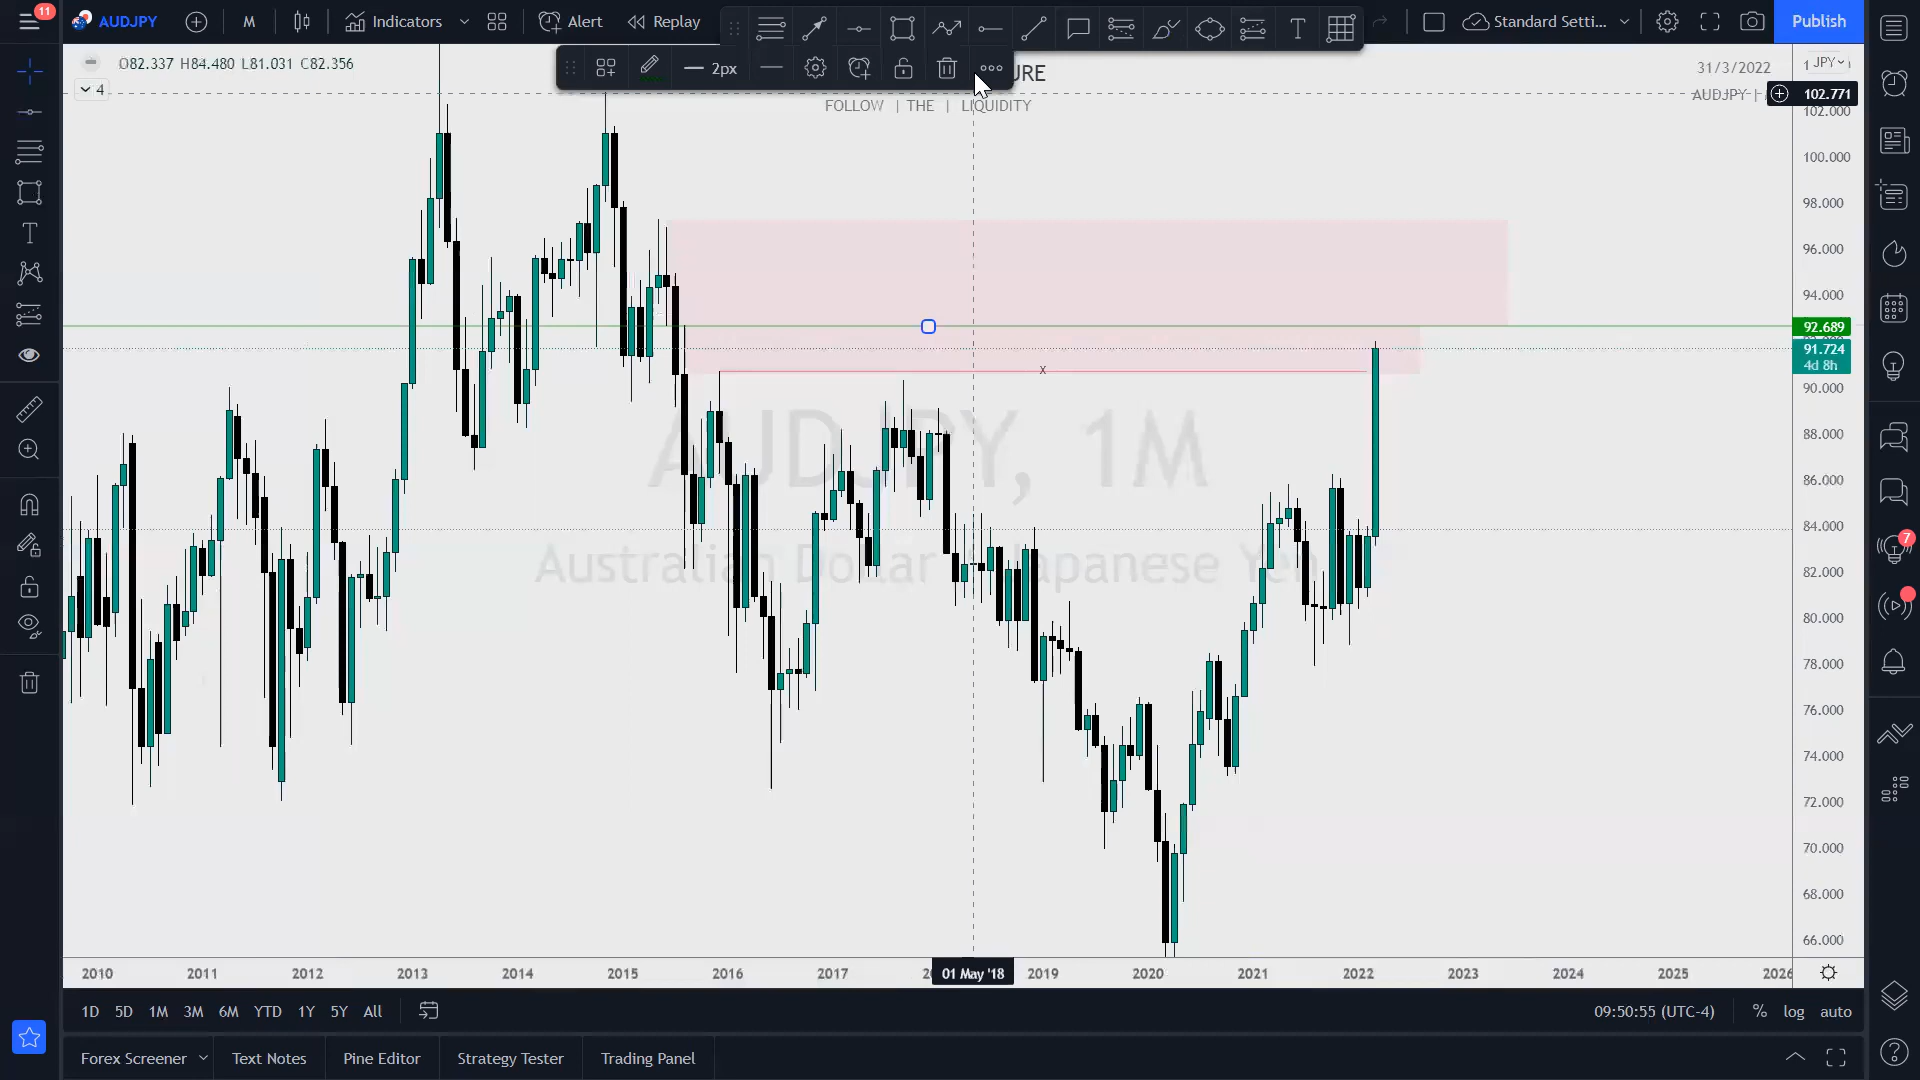 11
AUDJPY
M
Indicators
Alert
Replay
Standard Setti...
Publish
2px
URE
FOLLOW | THE | LIQUIDITY
O82.337 H84.480 L81.031 C82.356
4
31/3/2022
AUDJPY |
JPY
102.771
102.000
100.000
98.000
96.000
94.000
92.689
91.724
4d 8h
90.000
88.000
86.000
84.000
82.000
80.000
78.000
76.000
74.000
72.000
70.000
68.000
66.000
x
AUDJPY, 1M
Australian Dollar / Japanese Yen
7
2010 2011 2012 2013 2014 2015 2016 2017 01 May '18 2019 2020 2021 2022 2023 2024 2025 2026
1D 5D 1M 3M 6M YTD 1Y 5Y All
09:50:55 (UTC-4) % log auto
Forex Screener Text Notes Pine Editor Strategy Tester Trading Panel